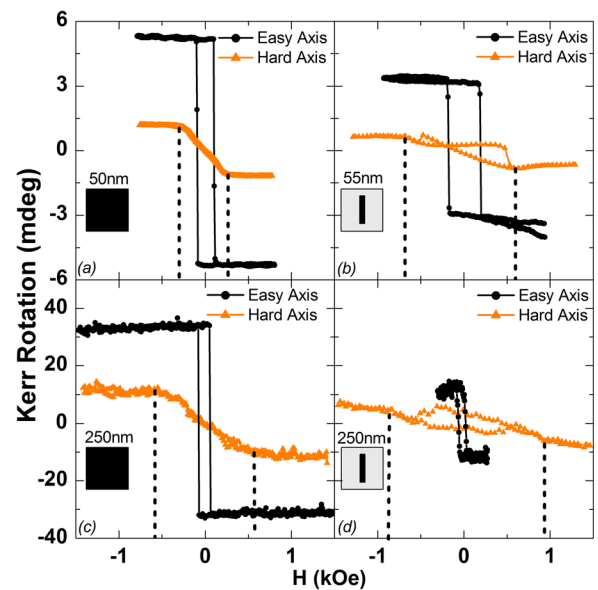 Kerr Rotation (mdeg)
6
3
0
-3
-6
Easy Axis
Hard Axis
50nm
(a)
Easy Axis
Hard Axis
55nm
(b)
40
20
0
-20
-40
Easy Axis
Hard Axis
250nm
(c)
Easy Axis
Hard Axis
250nm
(d)
-1 0 1 -1 0 1
H (kOe)